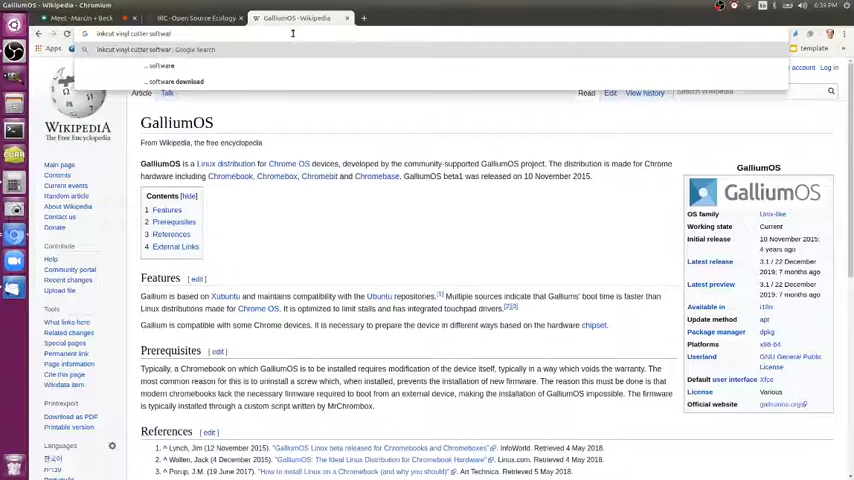 GalliumOS - Wikipedia - Chromium
6:39 PM
Meet - Marcin + Beck
IRC - Open Source Ecology
GalliumOS - Wikipedia
inkcut vinyl cutter softwar
Apps
template
inkcut vinyl cutter softwar - Google Search
... software
... software download
Log in
WIKIPEDIA
The Free Encyclopedia
Article
Talk
Read
Edit
View history
Search Wikipedia
GalliumOS
From Wikipedia, the free encyclopedia
GalliumOS is a Linux distribution for Chrome OS devices, developed by the community-supported GalliumOS project. The distribution is made for Chrome
hardware including Chromebook, Chromebox, Chromebit and Chromebase. GalliumOS beta1 was released on 10 November 2015.
Contents [hide]
1 Features
2 Prerequisites
3 References
4 External Links
Features [ edit ]
Gallium is based on Xubuntu and maintains compatibility with the Ubuntu repositories.[1] Multiple sources indicate that Galliums' boot time is faster than
Linux distributions made for Chrome OS. It is optimized to limit stalls and has integrated touchpad drivers.[2][3]
Gallium is compatible with some Chrome devices. It is necessary to prepare the device in different ways based on the hardware chipset.
Prerequisites [ edit ]
Typically, a Chromebook on which GalliumOS is to be installed requires modification of the device itself, typically in a way which voids the warranty. The
most common reason for this is to uninstall a screw which, when installed, prevents the installation of new firmware. The reason this must be done is that
modern chromebooks lack the necessary firmware required to boot from an external device, making the installation of GalliumOS impossible. The firmware
is typically installed through a custom script written by MrChrombox.
References [ edit ]
1. ^ Lynch, Jim (12 November 2015). "GalliumOS Linux beta released for Chromebooks and Chromeboxes". InfoWorld. Retrieved 4 May 2018.
2. ^ Wallen, Jack (4 December 2015). "GalliumOS: The Ideal Linux Distribution for Chromebook Hardware". Linux.com. Retrieved 4 May 2018.
3. ^ Porup, J.M. (19 June 2017). "How to install Linux on a Chromebook (and why you should)". Ars Technica. Retrieved 5 May 2018.
GalliumOS
GalliumOS
OS family Unix-like
Working state Current
Initial release 10 November 2015;
4 years ago
Latest release 3.1 / 22 December
2019; 7 months ago
Latest preview 3.1 / 22 December
2019; 7 months ago
Available in i18n
Update method apt
Package manager dpkg
Platforms x86-64
Userland GNU General Public
License
Default user interface Xfce
License Various
Official website galliumos.org
Main page
Contents
Current events
Random article
About Wikipedia
Contact us
Donate
Contribute
Help
Community portal
Recent changes
Upload file
Tools
What links here
Related changes
Special pages
Permanent link
Page information
Cite this page
Wikidata item
Print/export
Download as PDF
Printable version
Languages
한국어
עברית
CURA